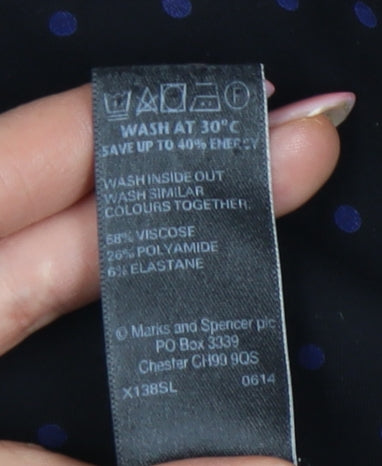 WASH AT 30°C
SAVE UP TO 40% ENERGY
WASH INSIDE OUT
WASH SIMILAR
COLOURS TOGETHER.
68% VISCOSE
26% POLYAMIDE
6% ELASTANE
© Marks and Spencer plc
PO Box 3339
Chester CH99 9QS
X138SL 0614